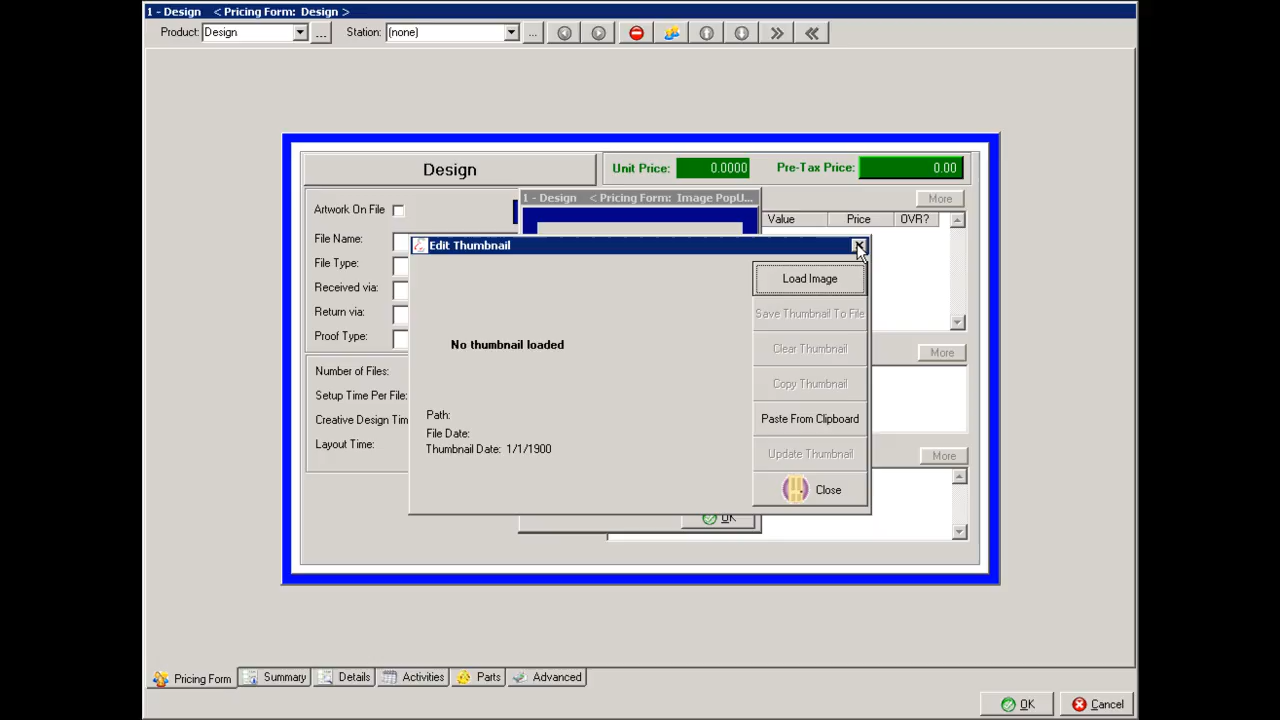 1 - Design < Pricing Form: Design >
Product: Design ... Station: (none) ...
Design
Unit Price: 0.0000 Pre-Tax Price: 0.00
Artwork On File
File Name:
File Type:
Received via:
Return via:
Proof Type:
Number of Files:
Setup Time Per File:
Creative Design Tim
Layout Time:
More
Value Price OVR?
More
More
1 - Design < Pricing Form: Image PopU...
Edit Thumbnail
Load Image
Save Thumbnail To File
Clear Thumbnail
Copy Thumbnail
Paste From Clipboard
Update Thumbnail
Close
No thumbnail loaded
Path:
File Date:
Thumbnail Date: 1/1/1900
OK
Pricing Form Summary Details Activities Parts Advanced
OK Cancel